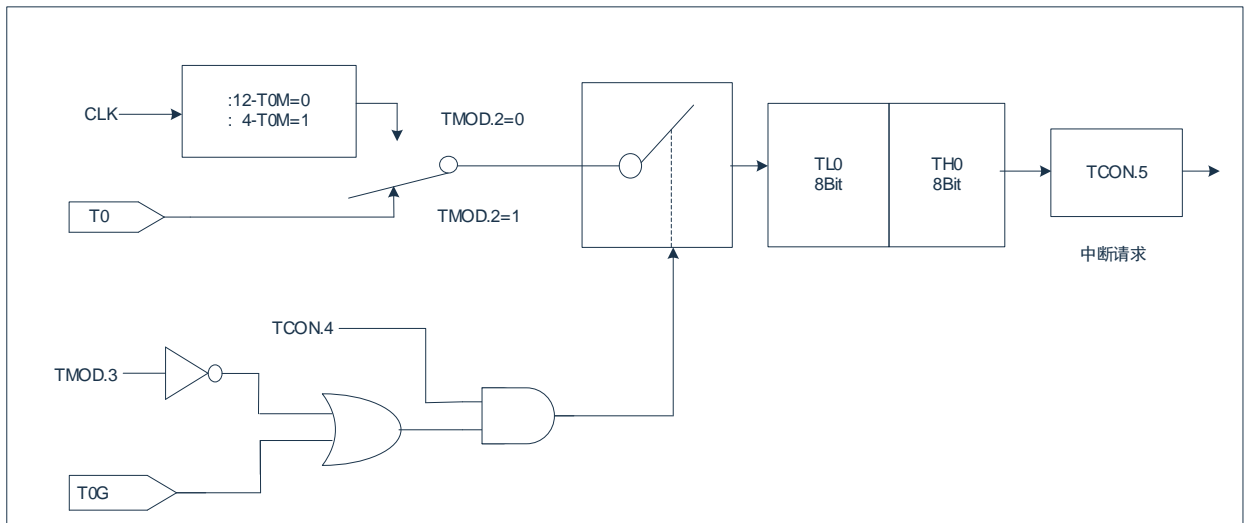 :12-T0M=0
: 4-T0M=1
CLK
TMOD.2=0
T0
TMOD.2=1
TL0
8Bit
TH0
8Bit
TCON.5
中断请求
TCON.4
TMOD.3
T0G